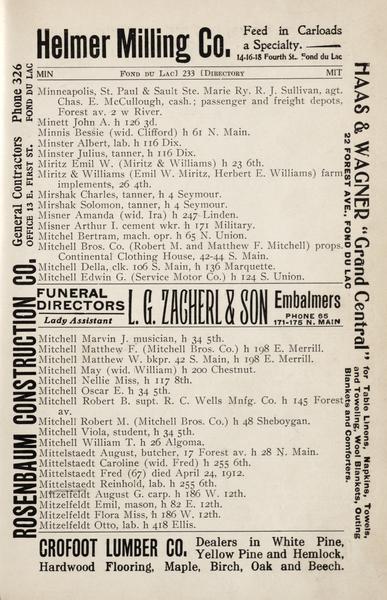 Helmer Milling Co.
Feed in Carloads
a Specialty.
14-16-18 Fourth St., Fond du Lac
MIN FOND DU LAC] 233 [DIRECTORY MIT
Minneapolis, St. Paul & Sault Ste. Marie Ry. R. J. Sullivan, agt.
Chas. E. McCullough, cash.; passenger and freight depots,
Forest av. 2 w River.
Minett John A. h 126 3d.
Minnis Bessie (wid. Clifford) h 61 N. Main.
Minster Albert, lab. h 116 Dix.
Minster Julius, tanner, h 116 Dix.
Miritz Emil W. (Miritz & Williams) h 23 6th.
Miritz & Williams (Emil W. Miritz, Herbert E. Williams) farm
implements, 26 4th.
Mirshak Charles, tanner, h 4 Seymour.
Mirshak Solomon, tanner, h 4 Seymour.
Misner Amanda (wid. Ira) h 247 Linden.
Misner Arthur I. cement wkr. h 171 Military.
Mitchel Bertram, mach. opr. h 65 N. Union.
Mitchell Bros. Co. (Robert M. and Matthew F. Mitchell) props.
Continental Clothing House, 42-44 S. Main.
Mitchell Della, clk. 106 S. Main, h 136 Marquette.
Mitchell Edwin G. (Service Motor Co.) h 124 S. Union.
FUNERAL
DIRECTORS
Lady Assistant
L. G. ZACHERL & SON
Embalmers
PHONE 65
171-175 N. MAIN
Mitchell Marvin J. musician, h 34 5th.
Mitchell Matthew F. (Mitchell Bros. Co.) h 198 E. Merrill.
Mitchell Matthew W. bkpr. 42 S. Main, h 198 E. Merrill.
Mitchell May (wid. William) h 200 Chestnut.
Mitchell Nellie Miss, h 117 8th.
Mitchell Oscar E. h 34 5th.
Mitchell Robert B. supt. R. C. Wells Mnfg. Co. h 145 Forest
av.
Mitchell Robert M. (Mitchell Bros. Co.) h 48 Sheboygan.
Mitchell Viola, student, h 34 5th.
Mitchell William T. h 26 Algoma.
Mittelstaedt August, butcher, 17 Forest av. h 28 N. Main.
Mittelstaedt Caroline (wid. Fred) h 255 6th.
Mittelstaedt Fred (67) died April 24, 1912.
Mittelstaedt Reinhold, lab. h 255 6th.
Mitzelfeldt August G. carp. h 186 W. 12th.
Mitzelfeldt Emil, mason, h 82 E. 12th.
Mitzelfeldt Flora Miss, h 186 W. 12th.
Mitzelfeldt Otto, lab. h 418 Ellis.
CROFOOT LUMBER CO. Dealers in White Pine,
Yellow Pine and Hemlock,
Hardwood Flooring, Maple, Birch, Oak and Beech.
ROSENBAUM CONSTRUCTION CO.
General Contractors Phone 326
OFFICE 13 E. FIRST ST. FOND DU LAC
HAAS & WAGNER "Grand Central"
22 FOREST AVE., FOND DU LAC
for Table Linens, Napkins, Towels,
and Toweling, Wool Blankets, Outing
Blankets and Comforters.